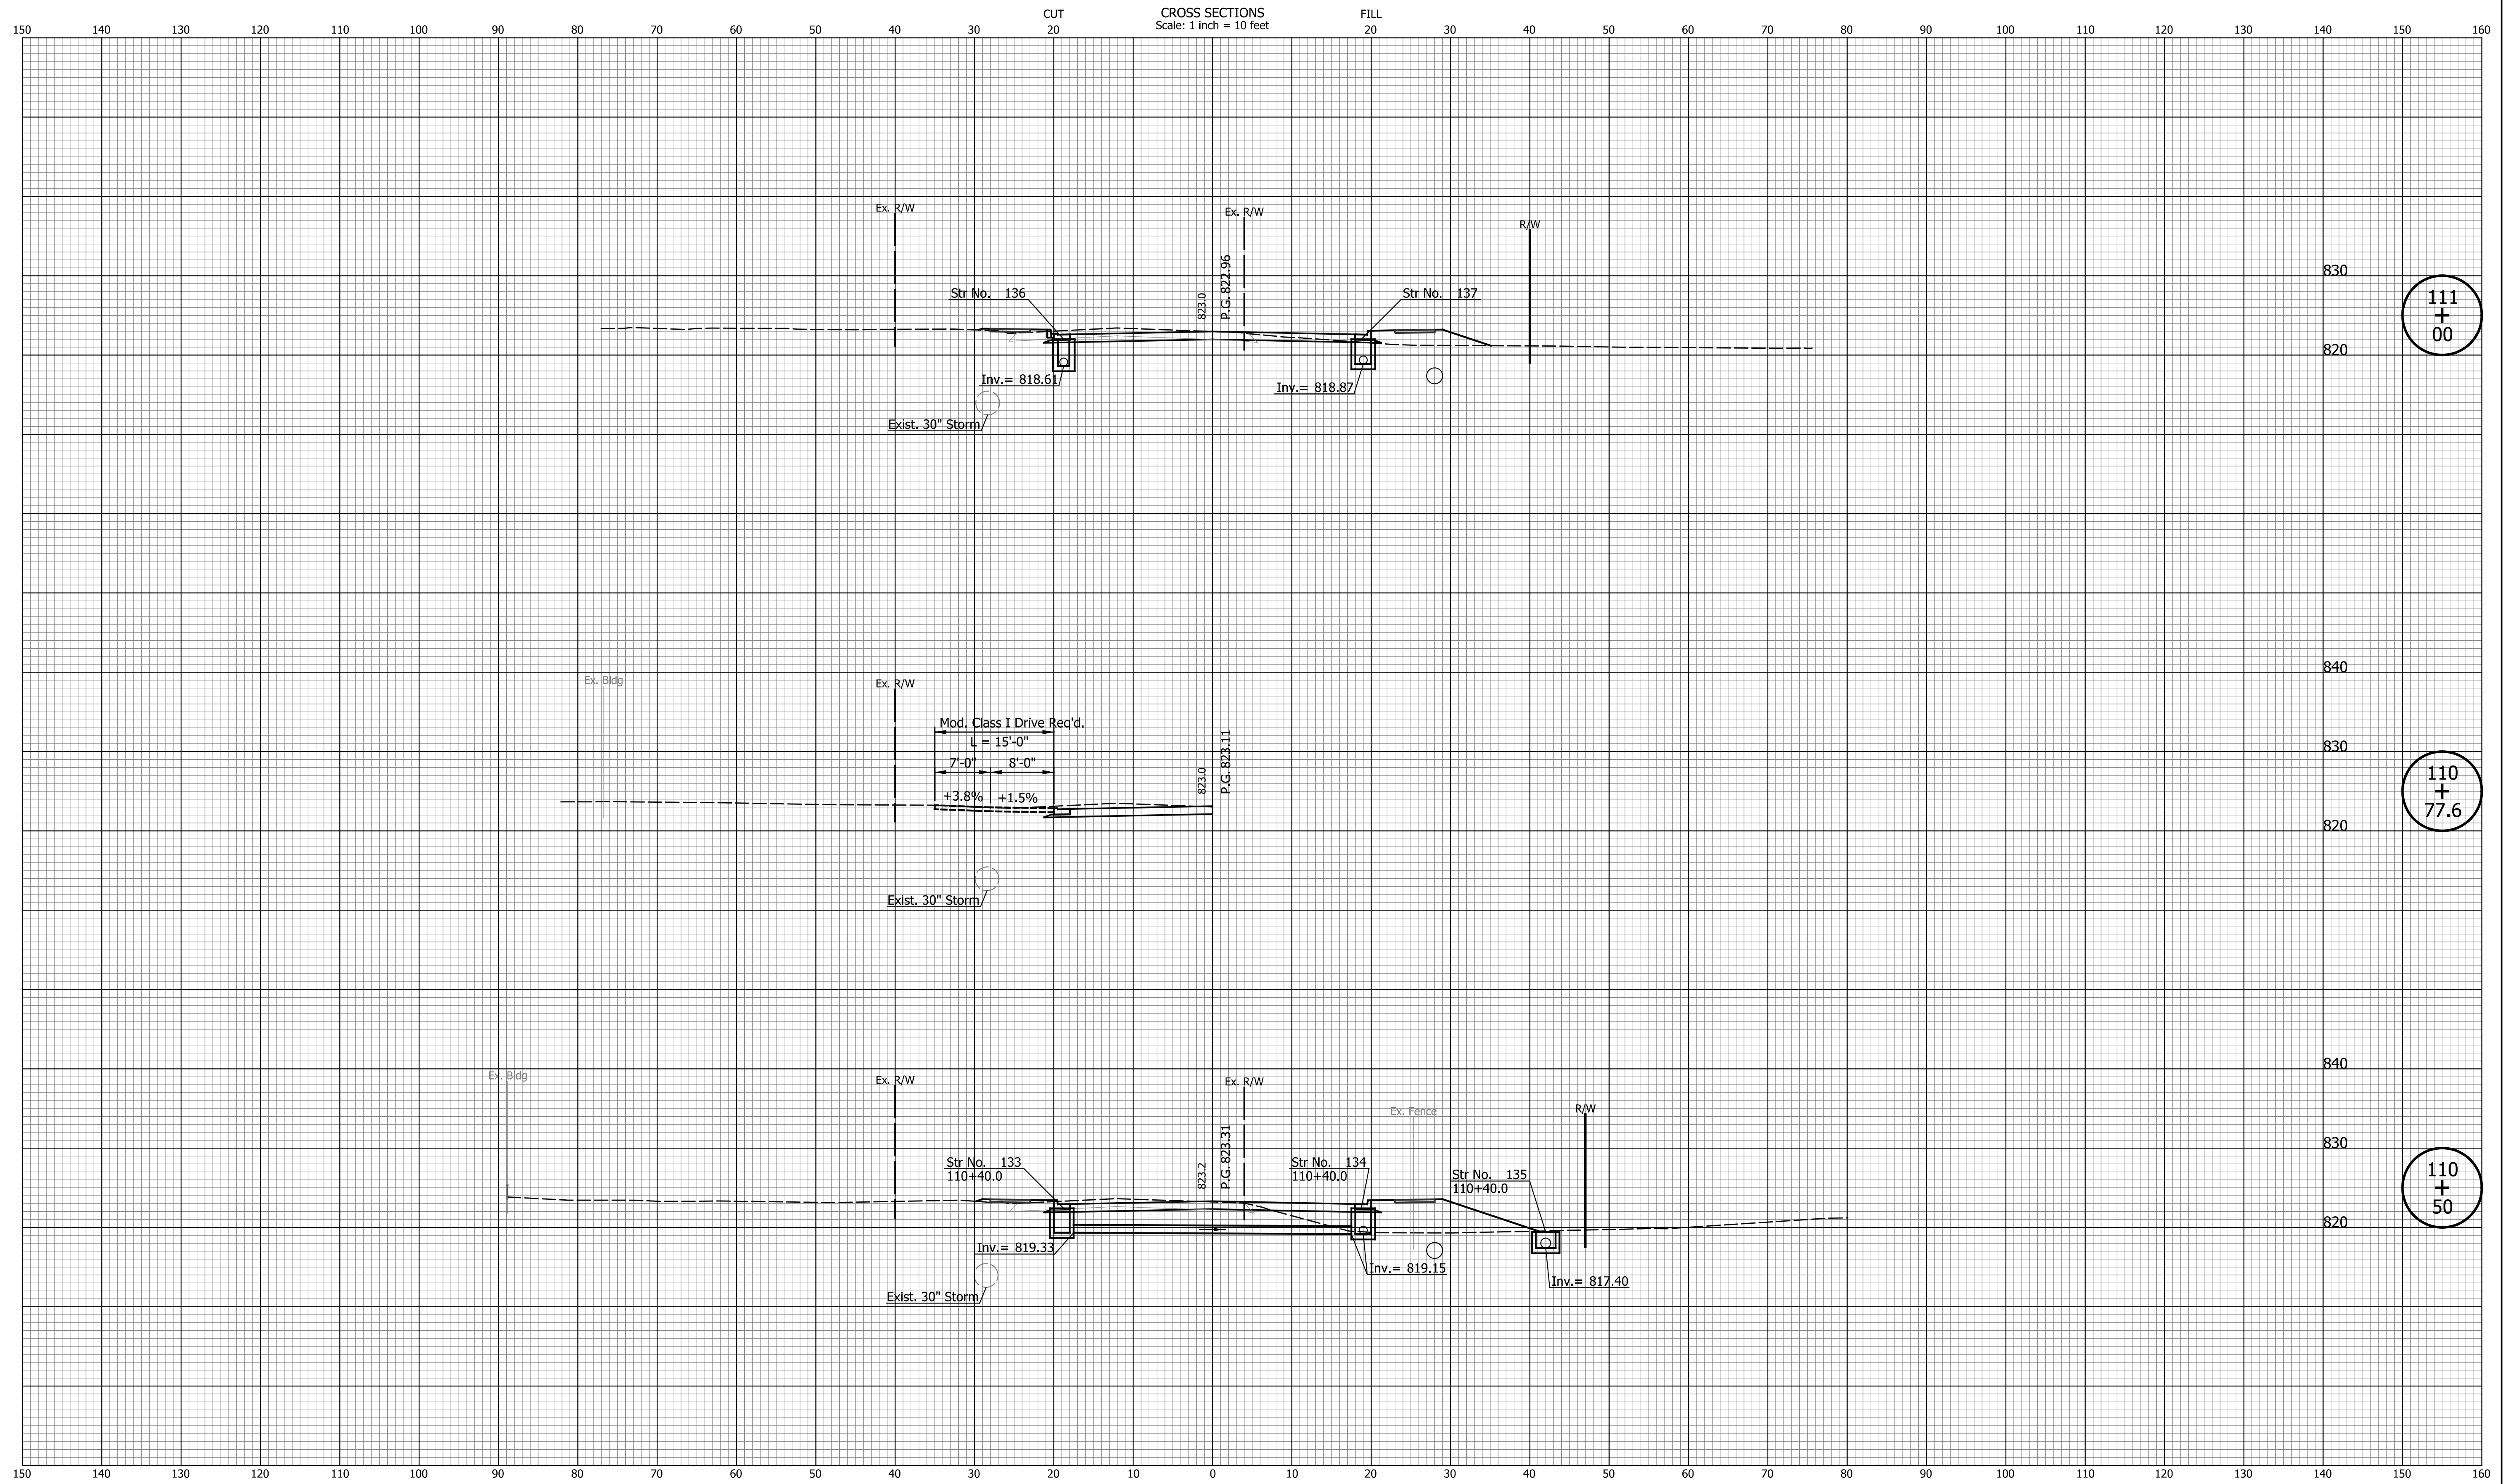 CUT CROSS SECTIONS FILL
Scale: 1 inch = 10 feet
150 140 130 120 110 100 90 80 70 60 50 40 30 20 10 0 10 20 30 40 50 60 70 80 90 100 110 120 130 140 150 160
Ex. R/W
Ex. R/W
R/W
P.G. 822.96
823.0
830
Str No. 136
Str No. 137
111
+
00
820
Inv.= 818.61
Inv.= 818.87
Exist. 30" Storm
840
Ex. Bldg
Ex. R/W
Mod. Class I Drive Req'd.
L = 15'-0"
P.G. 823.11
823.0
830
7'-0" 8'-0"
+3.8% +1.5%
110
+
77.6
820
Exist. 30" Storm
840
Ex. Bldg
Ex. R/W
Ex. R/W
Ex. Fence
R/W
P.G. 823.31
823.2
830
Str No. 133
110+40.0
Str No. 134
110+40.0
Str No. 135
110+40.0
110
+
50
820
Inv.= 819.33
Inv.= 819.15
Inv.= 817.40
Exist. 30" Storm
150 140 130 120 110 100 90 80 70 60 50 40 30 20 10 0 10 20 30 40 50 60 70 80 90 100 110 120 130 140 150 160